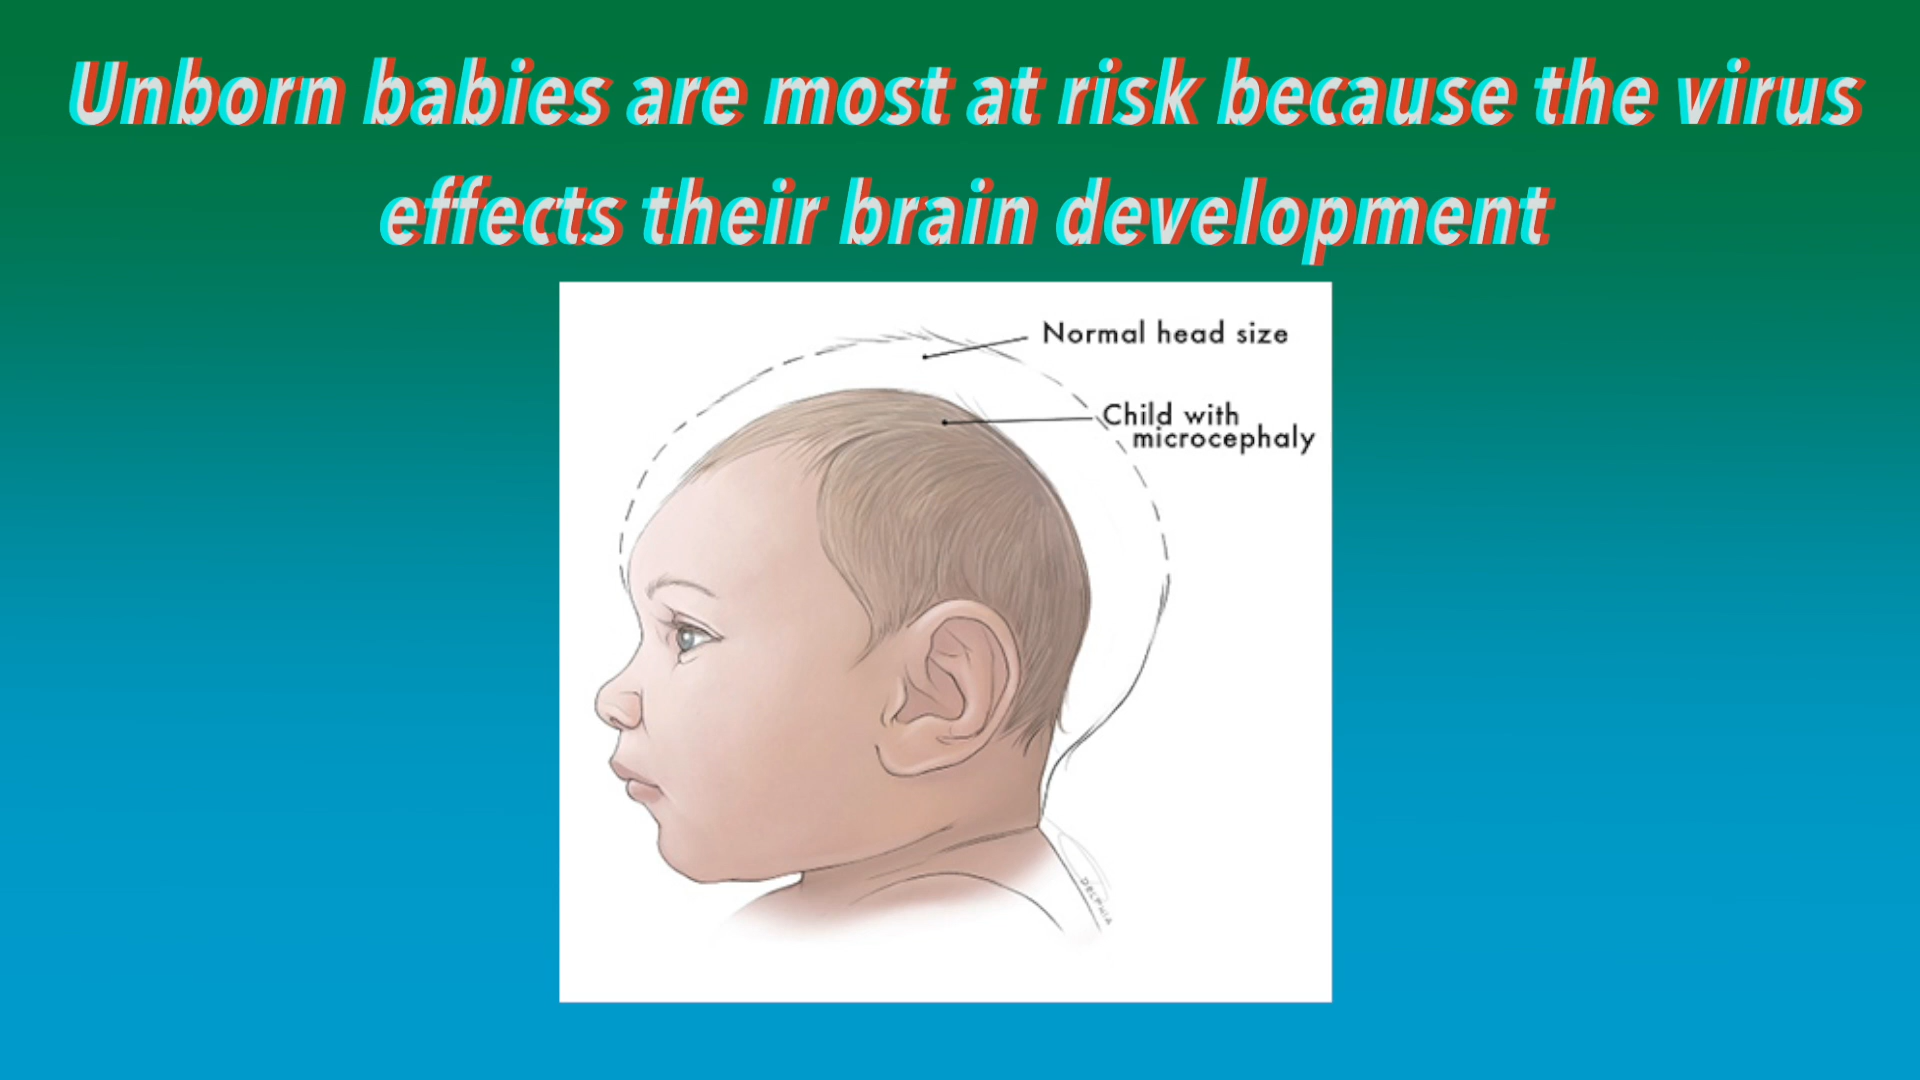 Unborn babies are most at risk because the virus
effects their brain development
Normal head size
Child with
microcephaly
DELPHIA